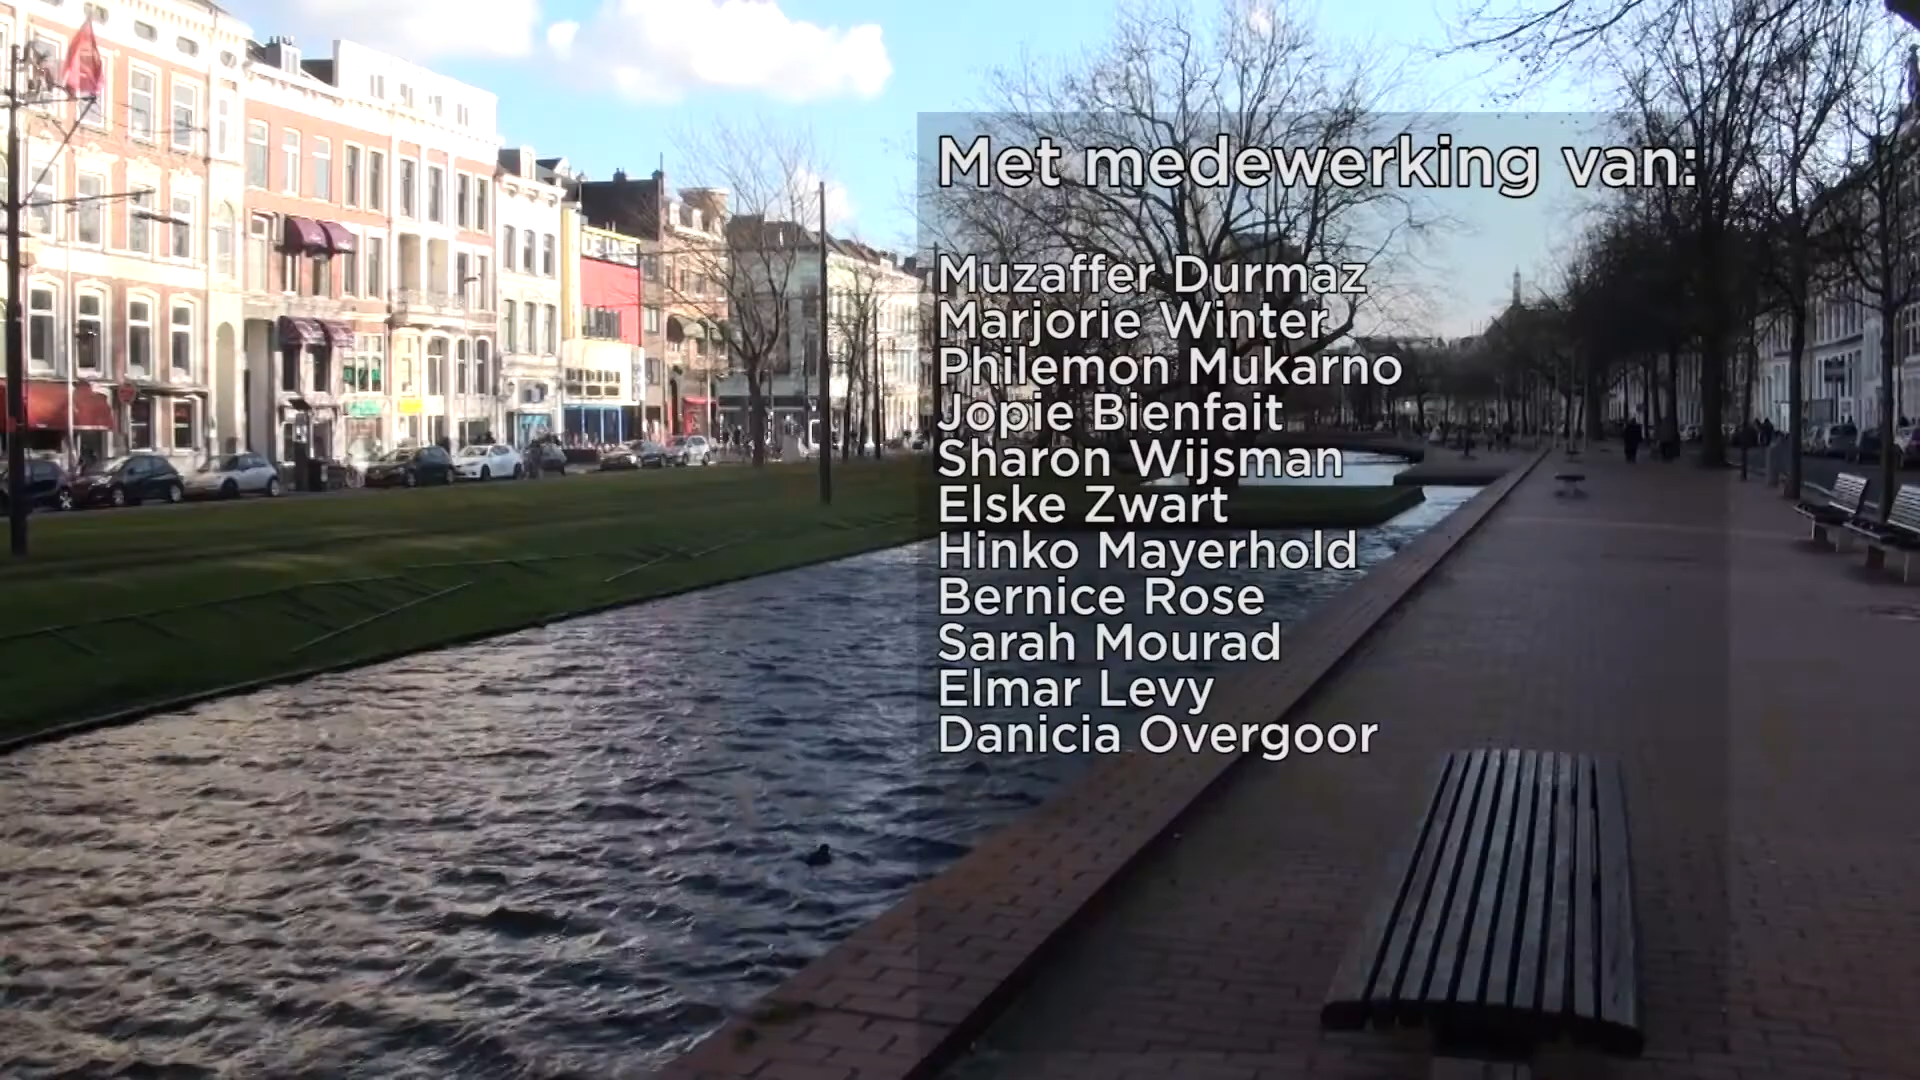 Met medewerking van:
Muzaffer Durmaz
Marjorie Winter
Philemon Mukarno
Jopie Bienfait
Sharon Wijsman
Elske Zwart
Hinko Mayerhold
Bernice Rose
Sarah Mourad
Elmar Levy
Danicia Overgoor